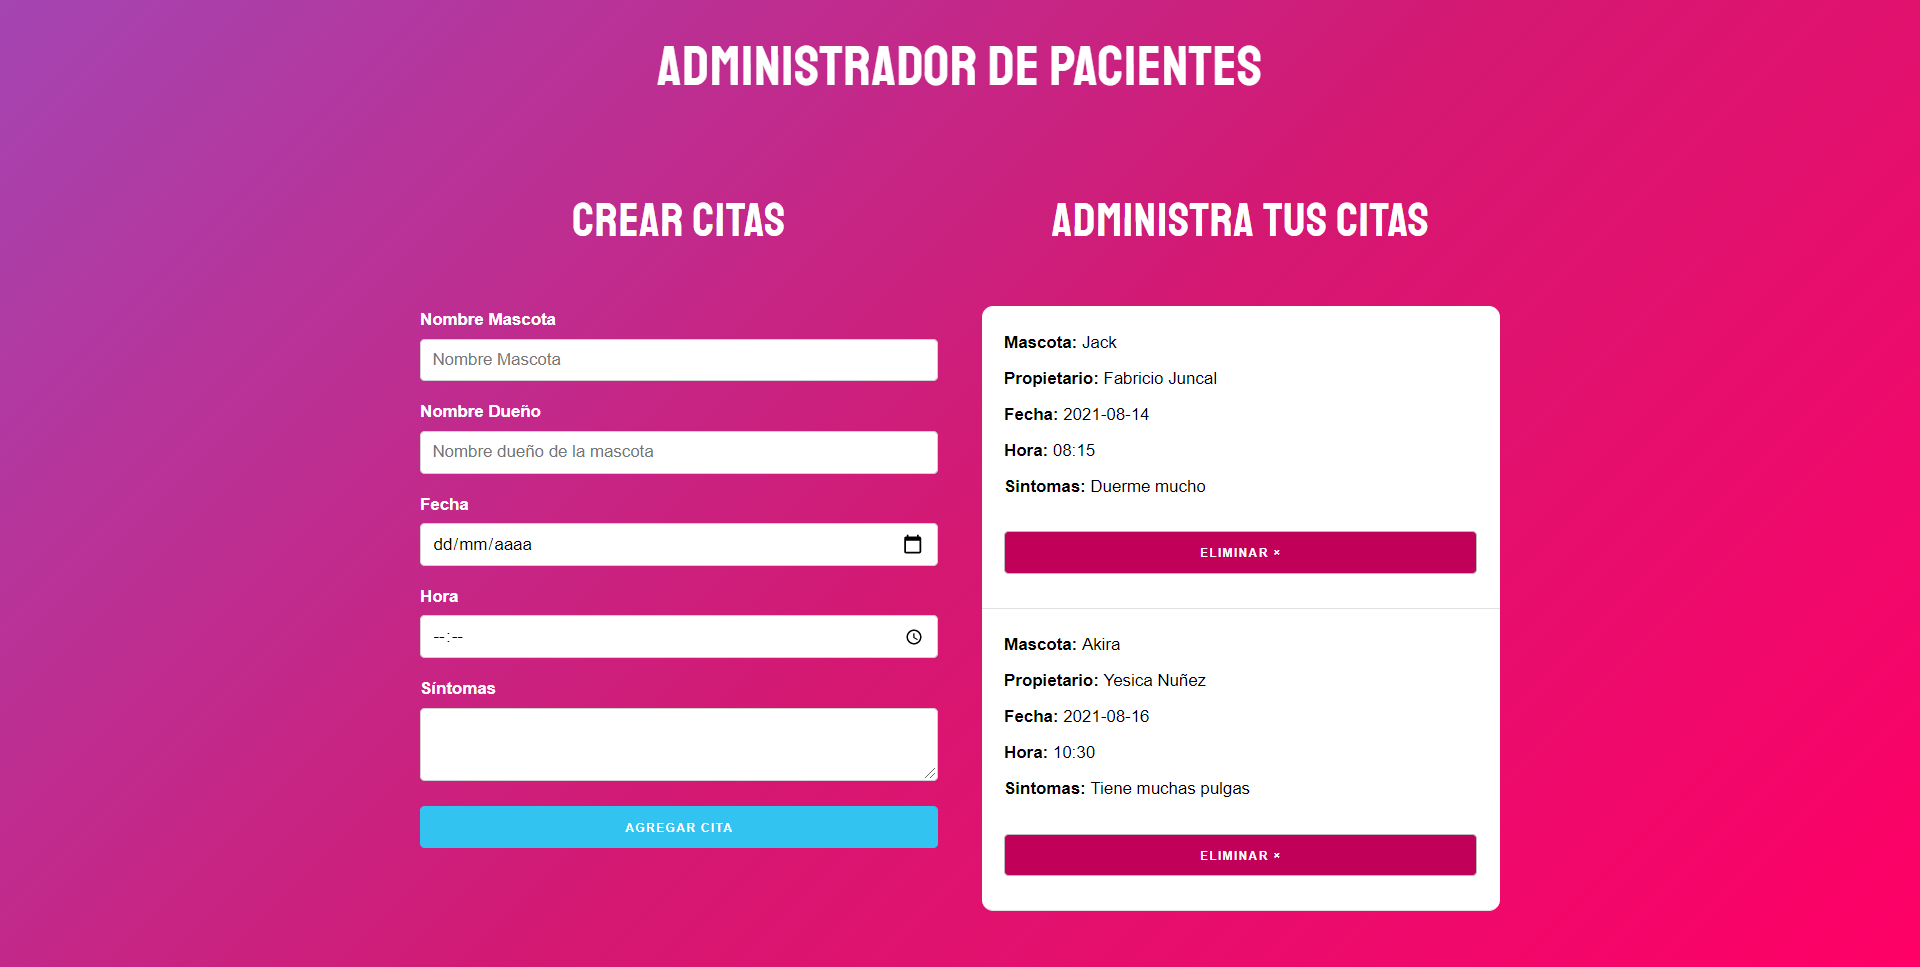 ADMINISTRADOR DE PACIENTES
CREAR CITAS
Nombre Mascota
Nombre Mascota
Nombre Dueño
Nombre dueño de la mascota
Fecha
dd/mm/aaaa
Hora
--:--
Síntomas
AGREGAR CITA
ADMINISTRA TUS CITAS
Mascota: Jack
Propietario: Fabricio Juncal
Fecha: 2021-08-14
Hora: 08:15
Sintomas: Duerme mucho
ELIMINAR ×
Mascota: Akira
Propietario: Yesica Nuñez
Fecha: 2021-08-16
Hora: 10:30
Sintomas: Tiene muchas pulgas
ELIMINAR ×